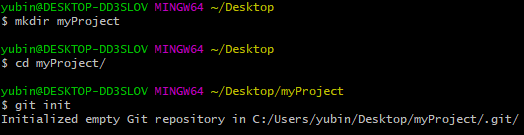 yubin@DESKTOP-DD3SLOV MINGW64 ~/Desktop
$ mkdir myProject
yubin@DESKTOP-DD3SLOV MINGW64 ~/Desktop
$ cd myProject/
yubin@DESKTOP-DD3SLOV MINGW64 ~/Desktop/myProject
$ git init
Initialized empty Git repository in C:/Users/yubin/Desktop/myProject/.git/